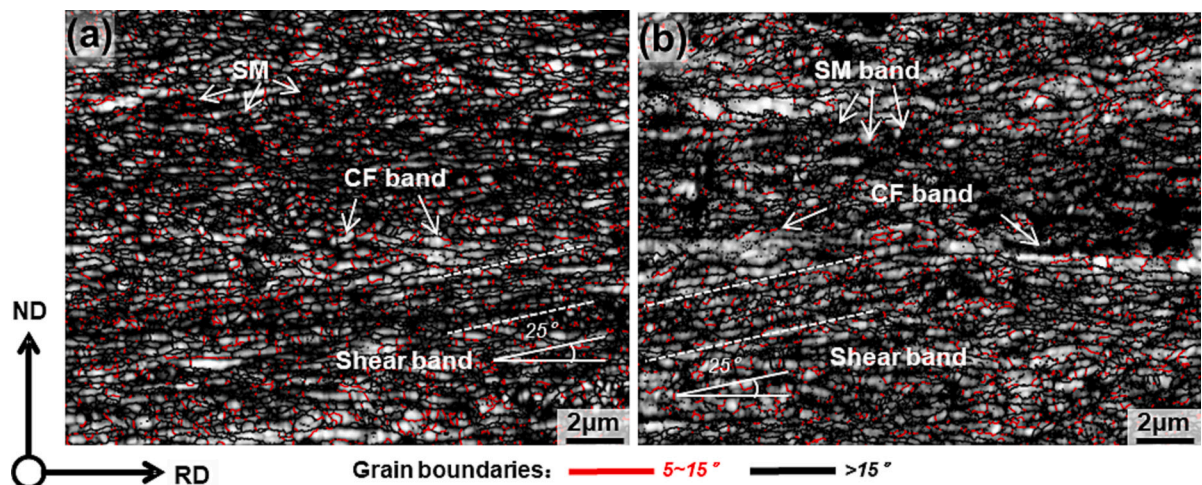 (a)
SM
CF band
25°
Shear band
2μm
(b)
SM band
CF band
25°
Shear band
2μm
ND
RD
Grain boundaries: 5~15° >15°